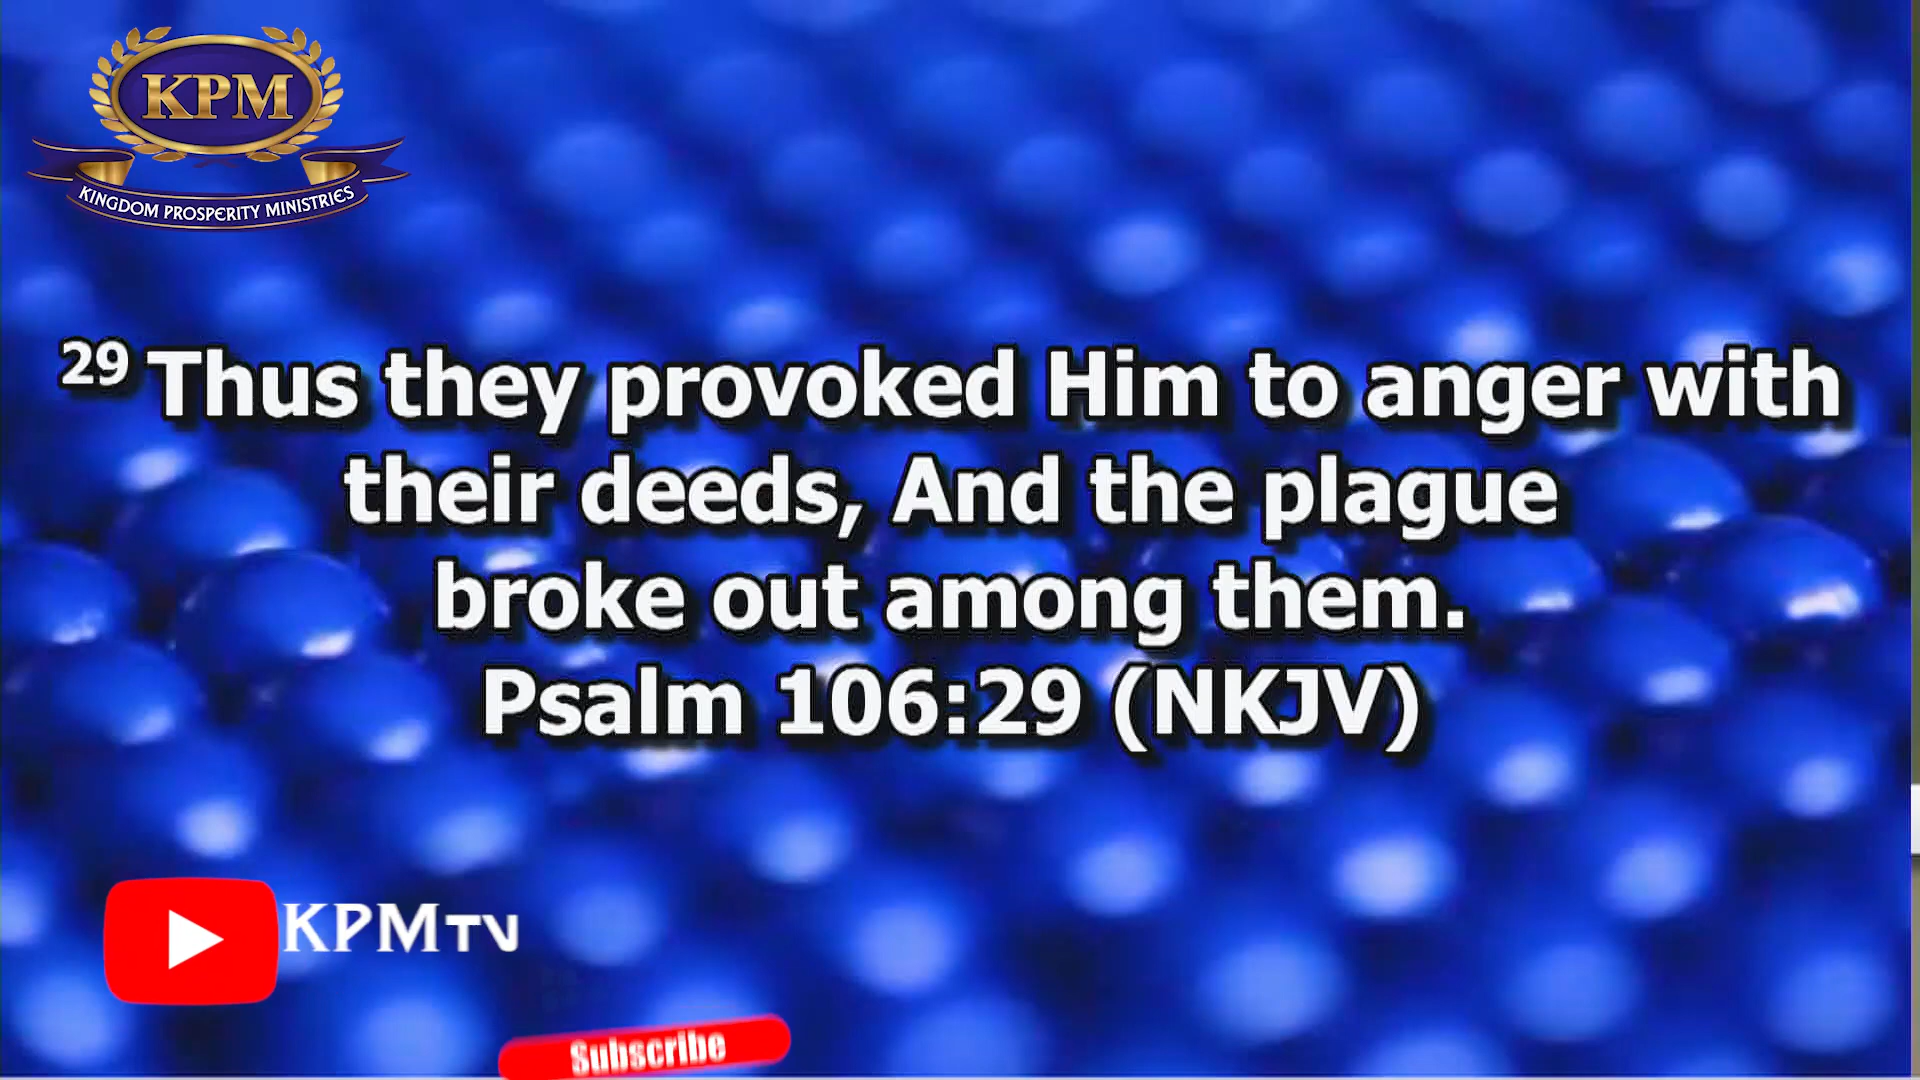 KPM
KINGDOM PROSPERITY MINISTRIES
29 Thus they provoked Him to anger with
their deeds, And the plague
broke out among them.
Psalm 106:29 (NKJV)
KPMTV
Subscribe